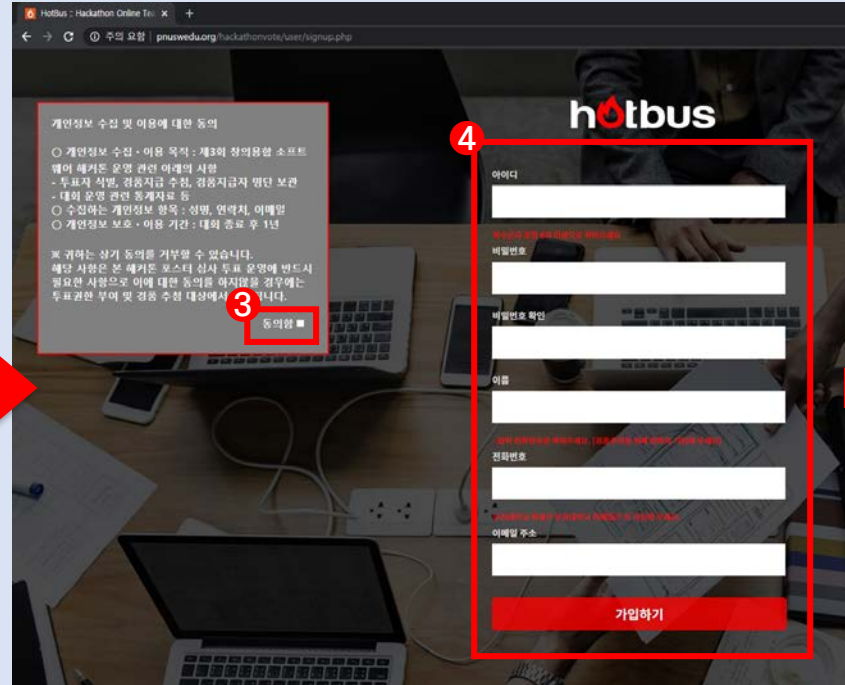 HotBus : Hackathon Online Tea
주의 요함 | pnuswedu.org/hackathonvote/user/signup.php
hotbus
개인정보 수집 및 이용에 대한 동의
○ 개인정보 수집·이용 목적 : 제3회 창의융합 소프트
웨어 해커톤 운영 관련 아래의 사항
- 투표자 식별, 경품지급 추첨, 경품지급자 명단 보관
- 대회 운영 관련 통계자료 등
○ 수집하는 개인정보 항목 : 성명, 연락처, 이메일
○ 개인정보 보호·이용 기간 : 대회 종료 후 1년
※ 귀하는 상기 동의를 거부할 수 있습니다.
해당 사항은 본 해커톤 포스터 심사 투표 운영에 반드시
필요한 사항으로 이에 대한 동의를 하지않을 경우에는
투표권한 부여 및 경품 추첨 대상에서
니다.
3
동의함
4
아이디
비밀번호
비밀번호 확인
이름
전화번호
이메일 주소
가입하기